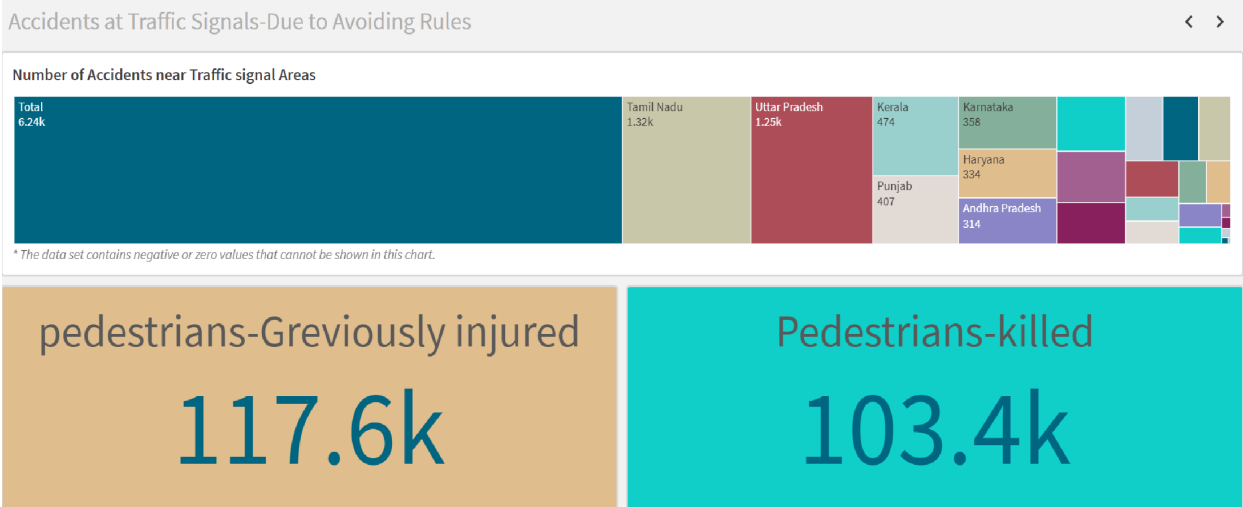 Accidents at Traffic Signals-Due to Avoiding Rules
Number of Accidents near Traffic signal Areas
Total
6.24k
Tamil Nadu
1.32k
Uttar Pradesh
1.25k
Kerala
474
Punjab
407
Karnataka
358
Haryana
334
Andhra Pradesh
314
* The data set contains negative or zero values that cannot be shown in this chart.
pedestrians-Greviously injured
117.6k
Pedestrians-killed
103.4k